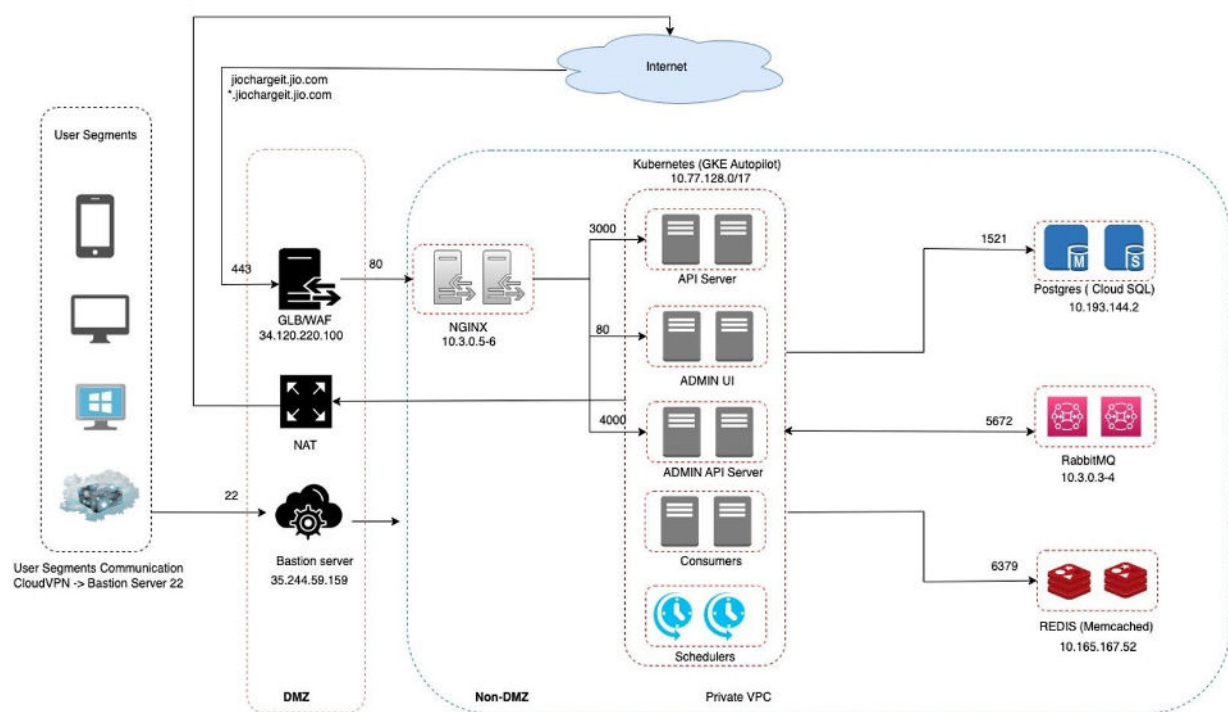 Internet
jiochargeit.jio.com
*.jiochargeit.jio.com
User Segments
Kubernetes (GKE Autopilot)
10.77.128.0/17
3000
API Server
1521
M
S
Postgres ( Cloud SQL)
10.193.144.2
443
80
GLB/WAF
34.120.220.100
NGINX
10.3.0.5-6
80
ADMIN UI
NAT
4000
ADMIN API Server
5672
RabbitMQ
10.3.0.3-4
22
Bastion server
35.244.59.159
Consumers
6379
REDIS (Memcached)
10.165.167.52
User Segments Communication
CloudVPN -> Bastion Server 22
Schedulers
DMZ
Non-DMZ
Private VPC